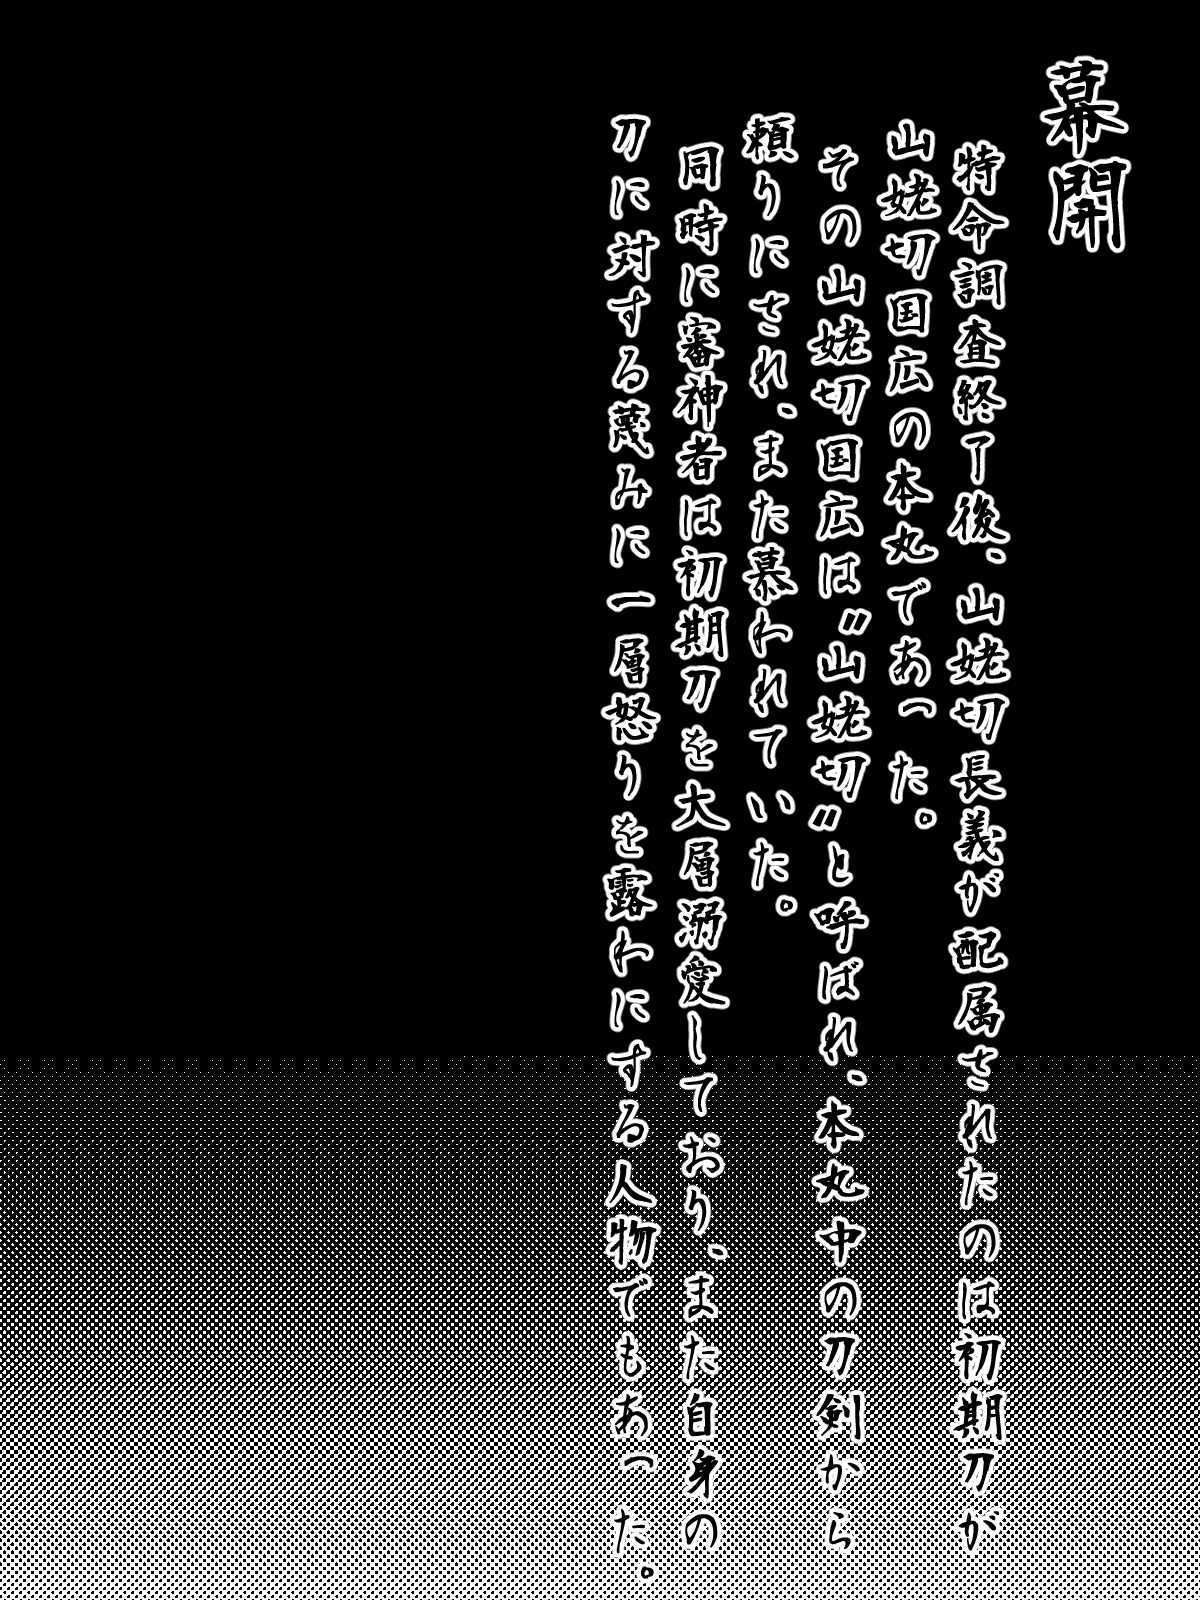 幕開
特命調査終了後、山姥切長義が配属されたのは初期刀が
山姥切国広の本丸であった。
その山姥切国広は〝山姥切〟と呼ばれ、本丸中の刀剣から
頼りにされ、また慕われていた。
同時に審神者は初期刀を大層溺愛しており、また自身の
刀に対する蔑みに一層怒りを露わにする人物でもあった。